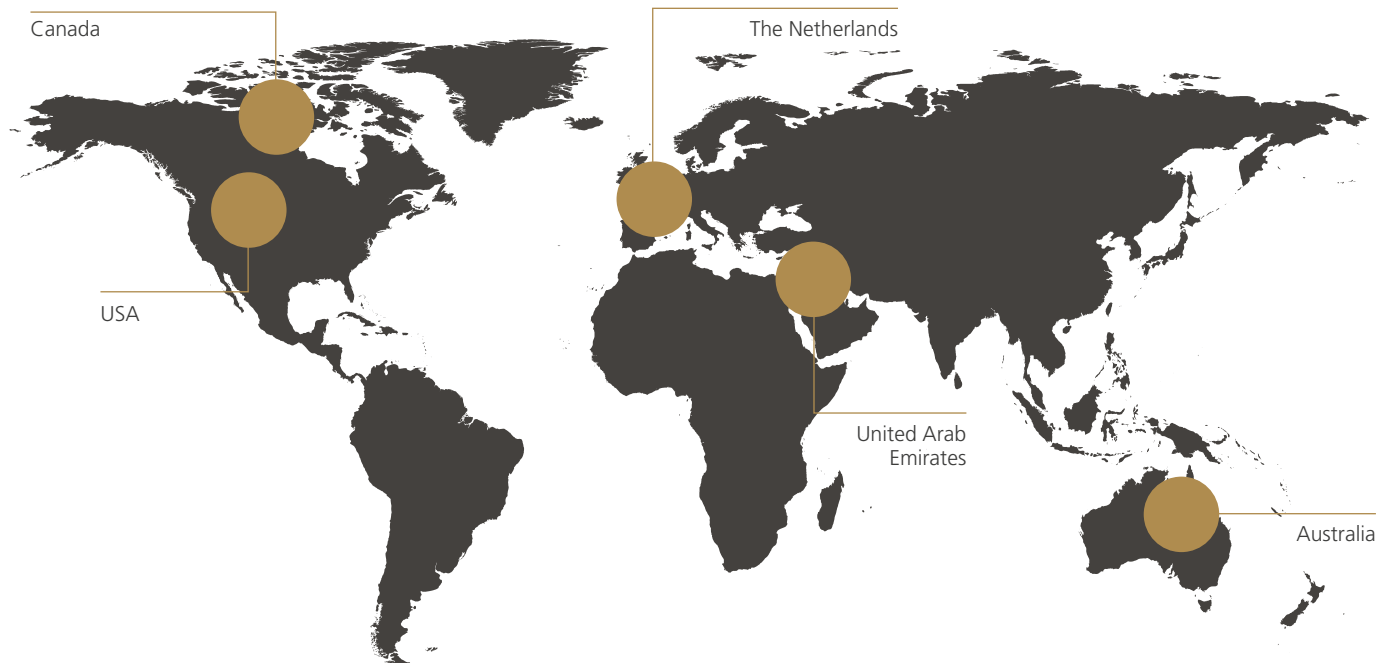 Canada
The Netherlands
USA
United Arab
Emirates
Australia